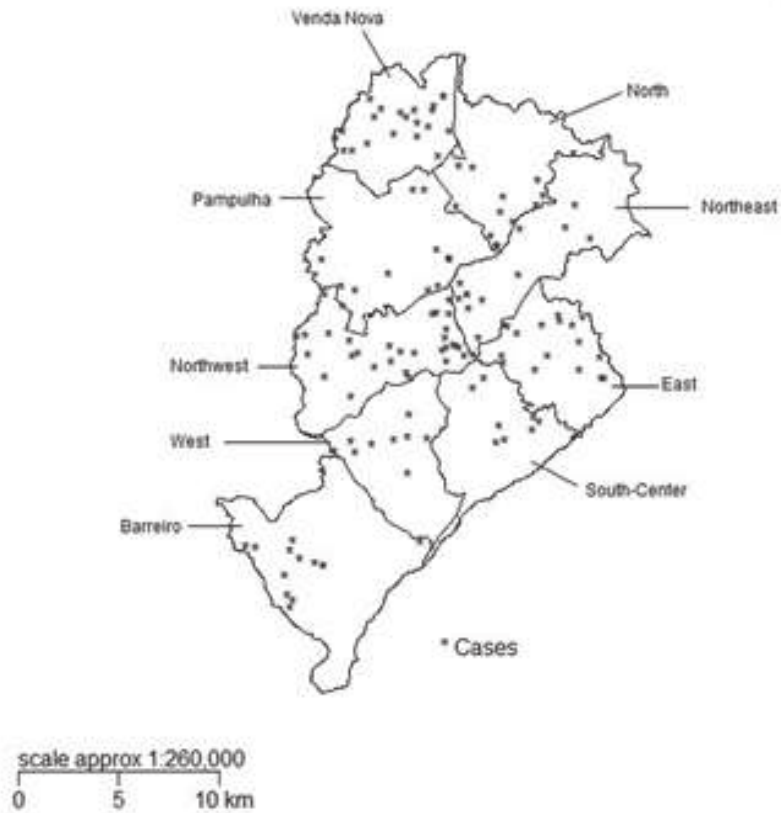 Venda Nova
North
Pampulha
Northeast
Northwest
East
West
South-Center
Barreiro
Cases
scale approx 1:260,000
0 5 10 km